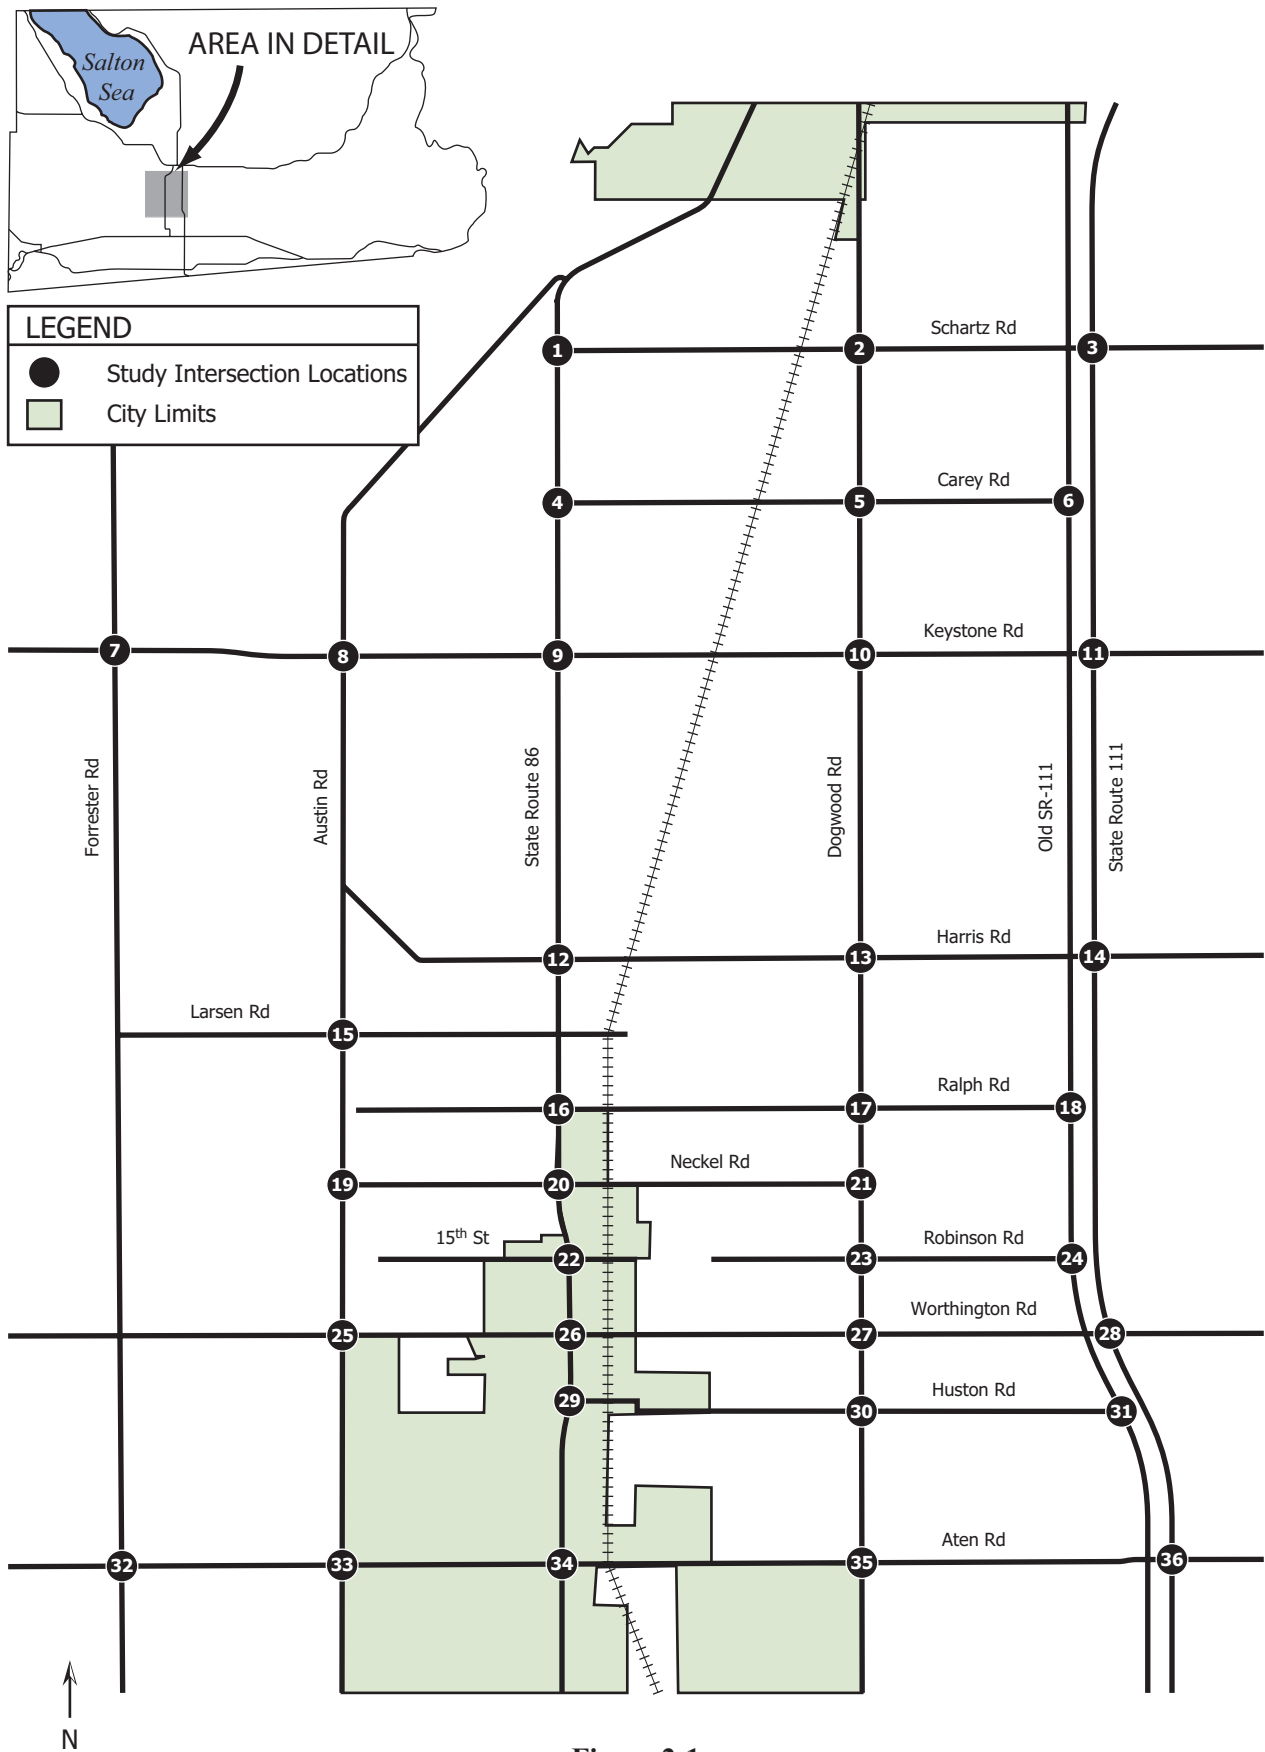 AREA IN DETAIL
Salton
Sea
LEGEND
Study Intersection Locations
City Limits
Schartz Rd
1
2
3
Carey Rd
4
5
6
Keystone Rd
7
8
9
10
11
Forrester Rd
Austin Rd
State Route 86
Dogwood Rd
Old SR-111
State Route 111
Harris Rd
12
13
14
Larsen Rd
15
Ralph Rd
16
17
18
Neckel Rd
19
20
21
15th St
Robinson Rd
22
23
24
Worthington Rd
25
26
27
28
Huston Rd
29
30
31
Aten Rd
32
33
34
35
36
N
Figure 2-1